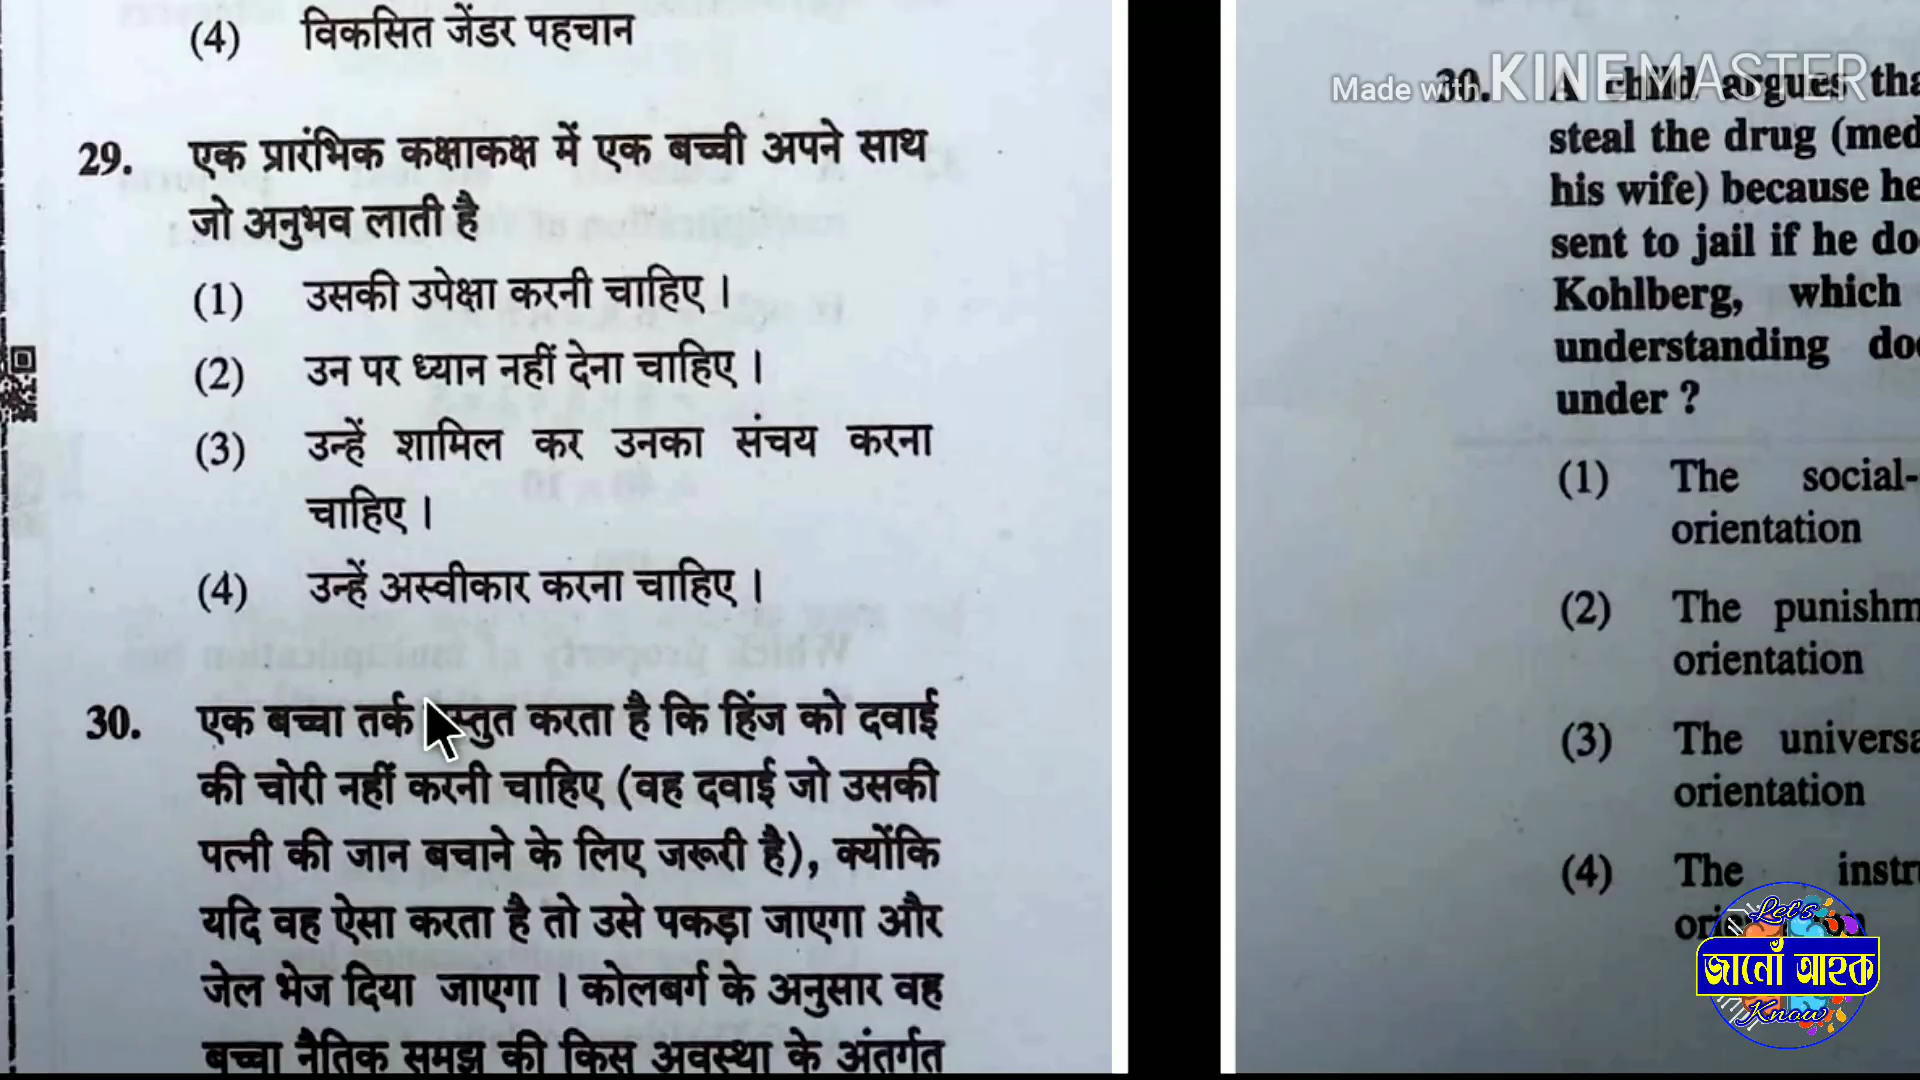 (4) विकसित जेंडर पहचान
29. एक प्रारंभिक कक्षाकक्ष में एक बच्ची अपने साथ
जो अनुभव लाती है
(1) उसकी उपेक्षा करनी चाहिए ।
(2) उन पर ध्यान नहीं देना चाहिए ।
(3) उन्हें शामिल कर उनका संचय करना
चाहिए ।
(4) उन्हें अस्वीकार करना चाहिए ।
30. एक बच्चा तर्क करता है कि हिंज को दवाई
की चोरी नहीं करनी चाहिए (वह दवाई जो उसकी
पत्नी की जान बचाने के लिए जरूरी है), क्योंकि
यदि वह ऐसा करता है तो उसे पकड़ा जाएगा और
जेल भेज दिया जाएगा । कोलबर्ग के अनुसार वह
बच्चा नैतिक समझ की किस अवस्था के अंतर्गत
Made with KINEMASTER
30. A child argues tha
steal the drug (med
his wife) because he
sent to jail if he do
Kohlberg, which
understanding do
under ?
(1) The social-
orientation
(2) The punishm
orientation
(3) The universa
orientation
(4) The instru
Let's
জানোঁ আহক
Know